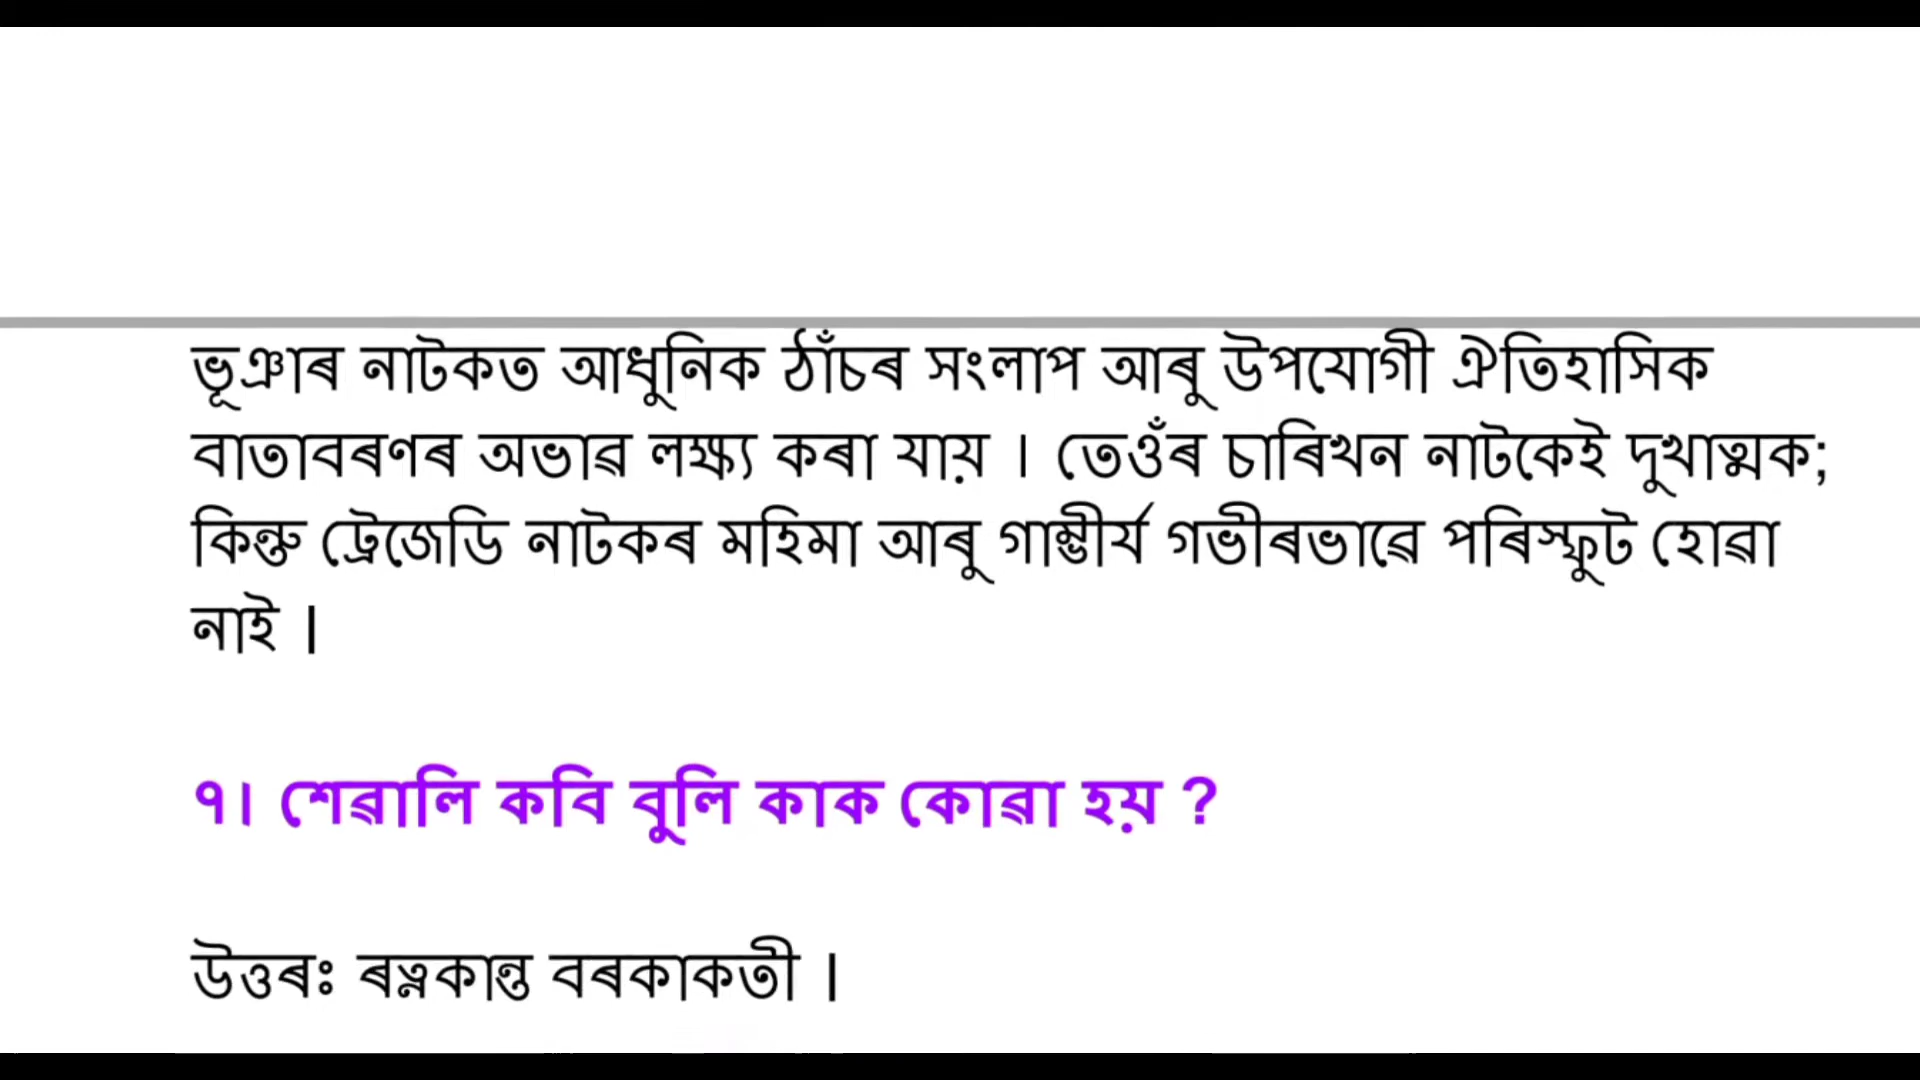 ভূঞাৰ নাটকত আধুনিক ঠাঁচৰ সংলাপ আৰু উপযোগী ঐতিহাসিক
বাতাবৰণৰ অভাৱ লক্ষ্য কৰা যায় । তেওঁৰ চাৰিখন নাটকেই দুখাত্মক;
কিন্তু ট্ৰেজেডি নাটকৰ মহিমা আৰু গাম্ভীৰ্য গভীৰভাৱে পৰিস্ফুট হোৱা
নাই ।
৭। শেৱালি কবি বুলি কাক কোৱা হয় ?
উত্তৰঃ ৰত্নকান্ত বৰকাকতী ।